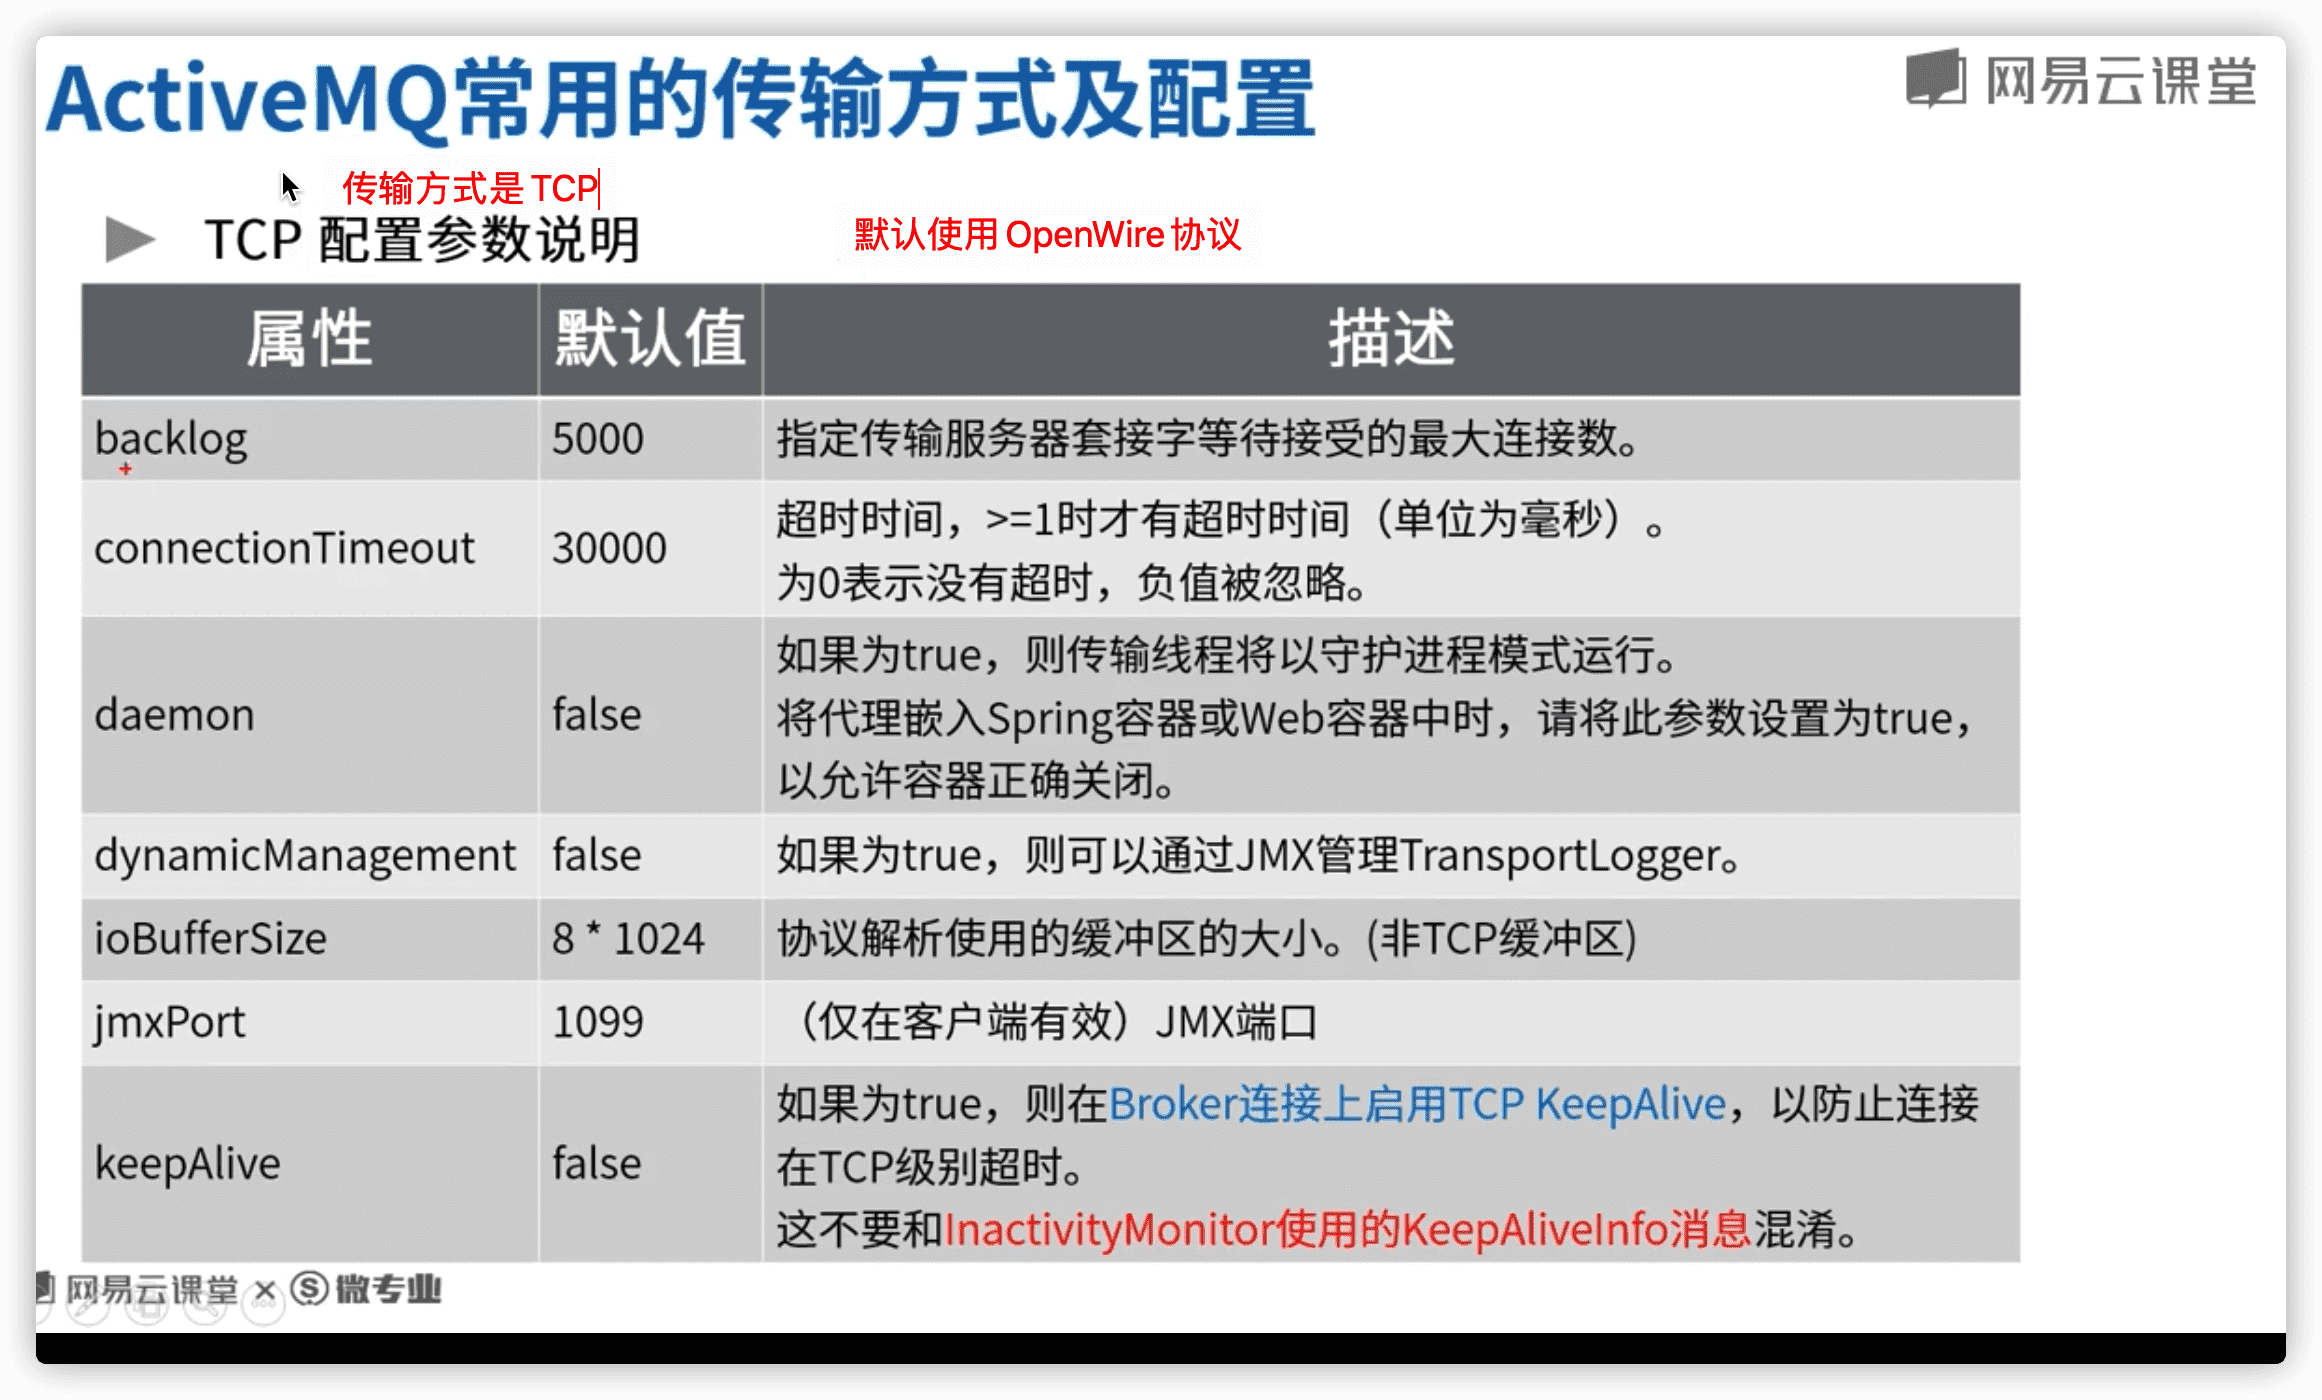 ActiveMQ常用的传输方式及配置
网易云课堂
传输方式是 TCP
TCP 配置参数说明
默认使用 OpenWire 协议
属性 默认值 描述
backlog 5000 指定传输服务器套接字等待接受的最大连接数。
connectionTimeout 30000 超时时间，>=1时才有超时时间（单位为毫秒）。
为0表示没有超时，负值被忽略。
daemon false 如果为true，则传输线程将以守护进程模式运行。
将代理嵌入Spring容器或Web容器中时，请将此参数设置为true，
以允许容器正确关闭。
dynamicManagement false 如果为true，则可以通过JMX管理TransportLogger。
ioBufferSize 8 * 1024 协议解析使用的缓冲区的大小。(非TCP缓冲区)
jmxPort 1099 （仅在客户端有效）JMX端口
keepAlive false 如果为true，则在Broker连接上启用TCP KeepAlive，以防止连接
在TCP级别超时。
这不要和InactivityMonitor使用的KeepAliveInfo消息混淆。
网易云课堂 × 微专业